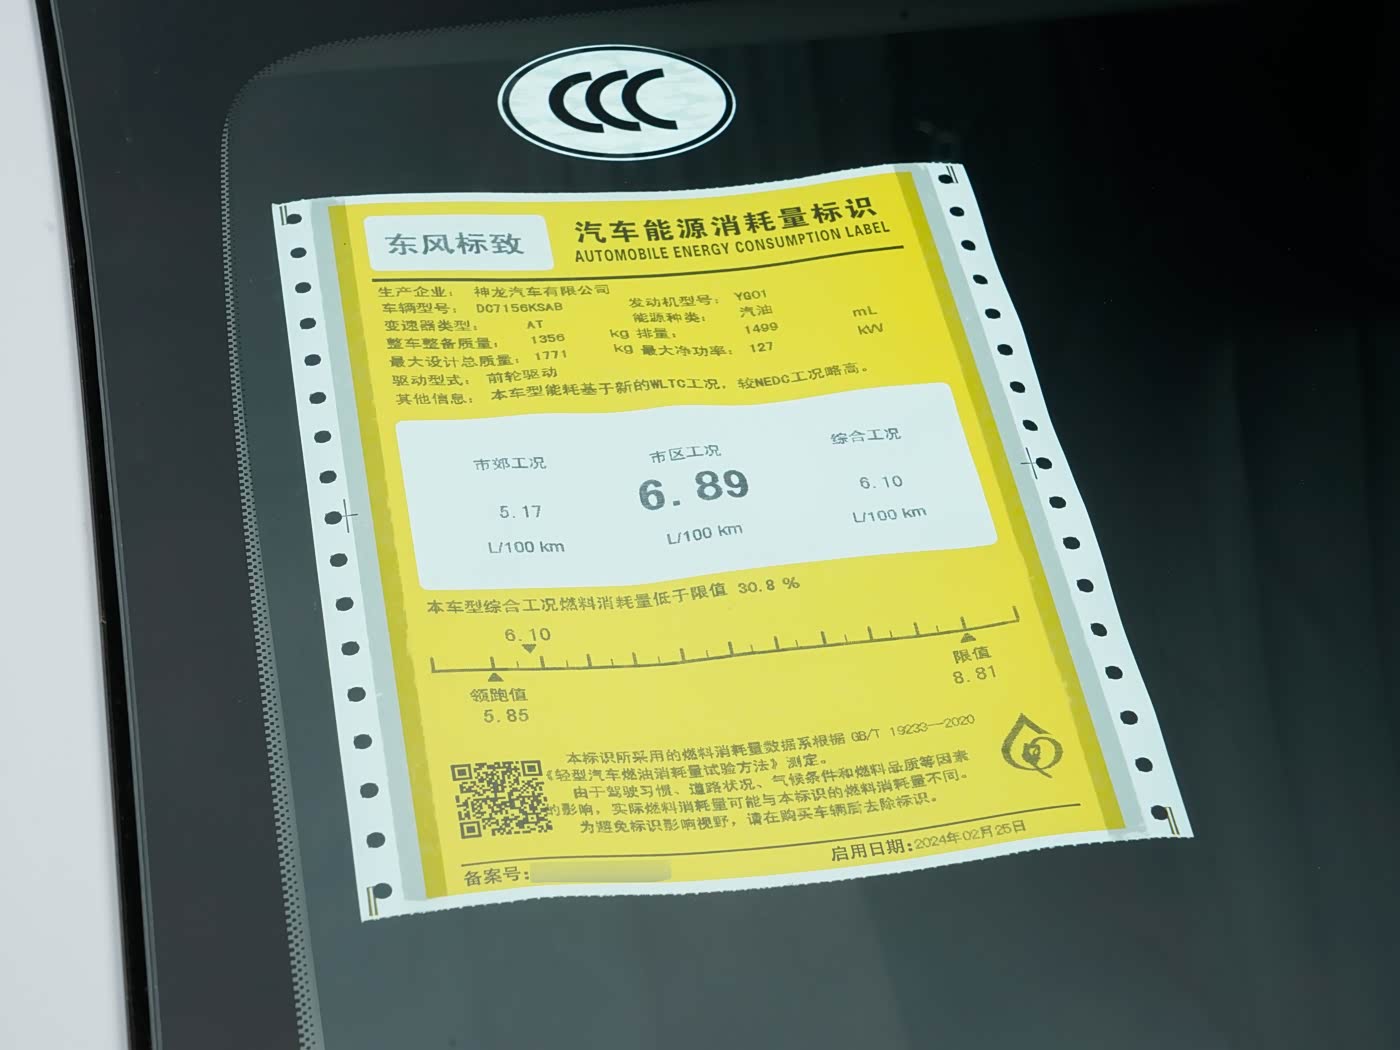 CCC
东风标致
汽车能源消耗量标识
AUTOMOBILE ENERGY CONSUMPTION LABEL
生产企业： 神龙汽车有限公司
车辆型号： DC7156KSAB 发动机型号： YG01
变速器类型： AT 能源种类： 汽油
整车整备质量： 1356 kg 排量： 1499 mL
最大设计总质量： 1771 kg 最大净功率： 127 kW
驱动型式： 前轮驱动
其他信息： 本车型能耗基于新的WLTC工况，较NEDC工况略高。
市郊工况 市区工况 综合工况
5.17 6.89 6.10
L/100 km L/100 km L/100 km
本车型综合工况燃料消耗量低于限值 30.8 %
6.10
领跑值 限值
5.85 8.81
本标识所采用的燃料消耗量数据系根据 GB/T 19233—2020
《轻型汽车燃油消耗量试验方法》测定。
由于驾驶习惯、道路状况、气候条件和燃料品质等因素
的影响，实际燃料消耗量可能与本标识的燃料消耗量不同。
为避免标识影响视野，请在购买车辆后去除标识。
备案号： 启用日期：2024年02月25日